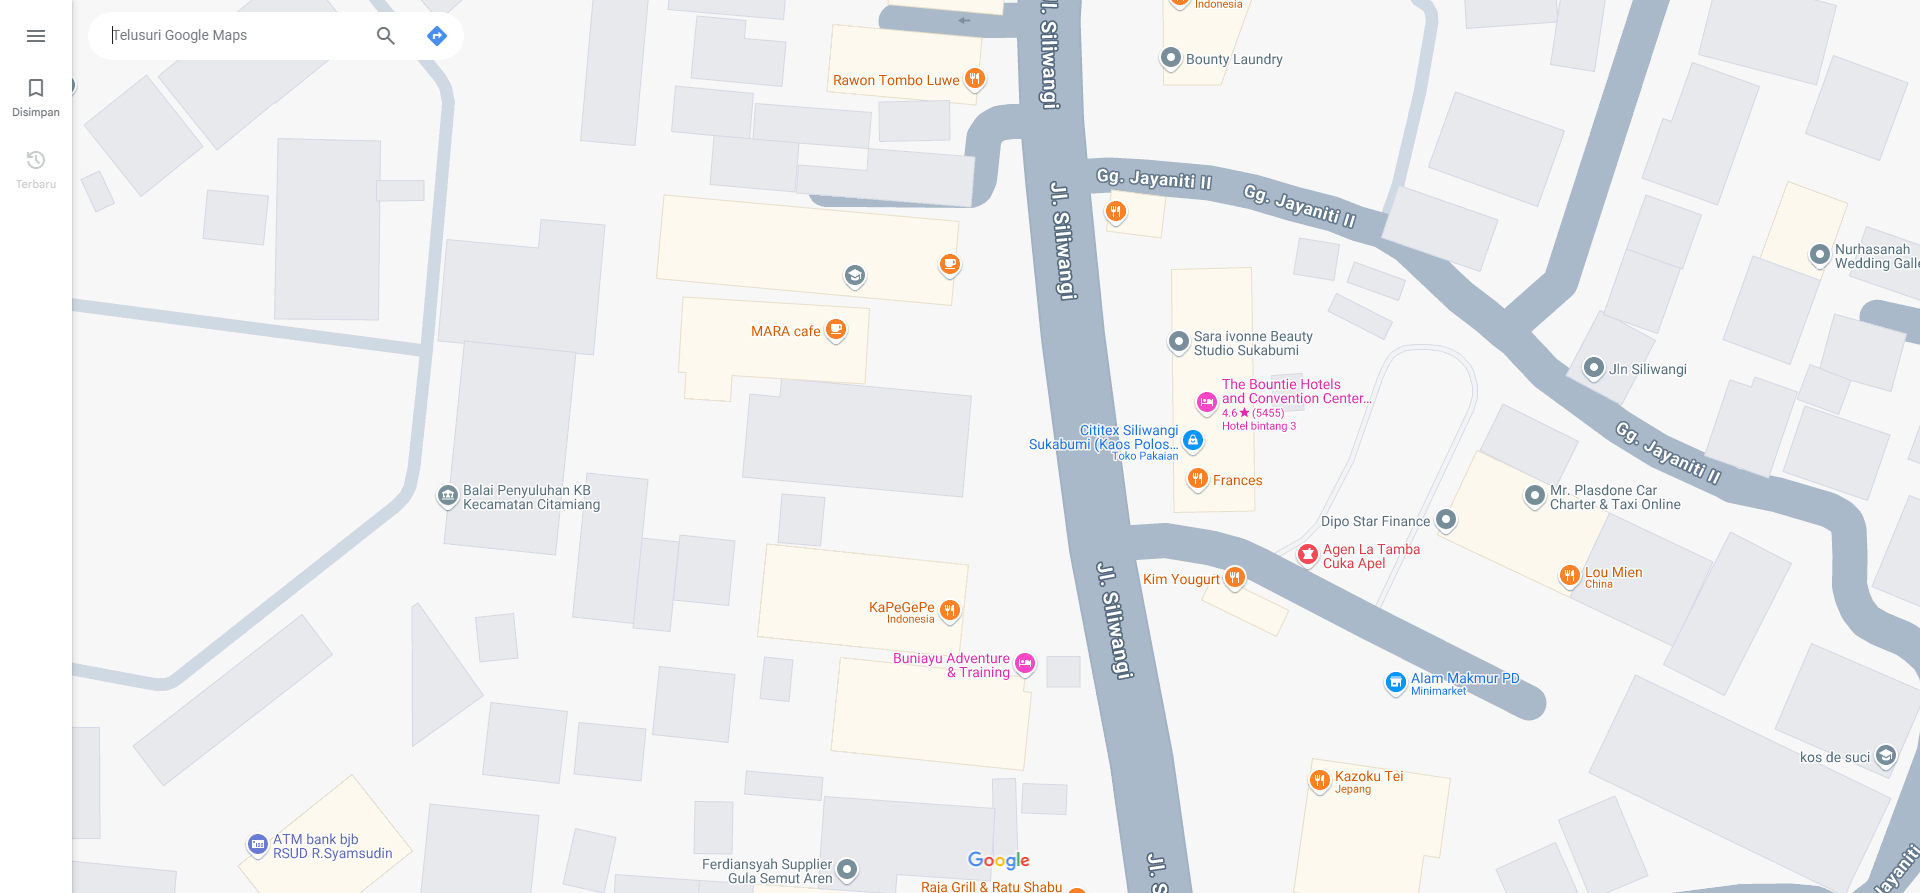 Telusuri Google Maps
Disimpan
Terbaru
Indonesia
Bounty Laundry
Rawon Tombo Luwe
Jl. Siliwangi
Gg. Jayaniti II
Gg. Jayaniti II
Jl. Siliwangi
Nurhasanah
Wedding Galle
MARA cafe
Sara ivonne Beauty
Studio Sukabumi
Jln Siliwangi
The Bountie Hotels
and Convention Center...
4.6★ (5455)
Hotel bintang 3
Cititex Siliwangi
Sukabumi (Kaos Polos...
Toko Pakaian
Frances
Gg. Jayaniti II
Balai Penyuluhan KB
Kecamatan Citamiang
Mr. Plasdone Car
Charter & Taxi Online
Dipo Star Finance
Agen La Tamba
Cuka Apel
Kim Yougurt
Lou Mien
China
Jl. Siliwangi
KaPeGePe
Indonesia
Buniayu Adventure
& Training
Alam Makmur PD
Minimarket
kos de suci
Kazoku Tei
Jepang
ATM bank bjb
RSUD R.Syamsudin
Ferdiansyah Supplier
Gula Semut Aren
Google
Jl. S
Jayaniti
Raja Grill & Ratu Shabu